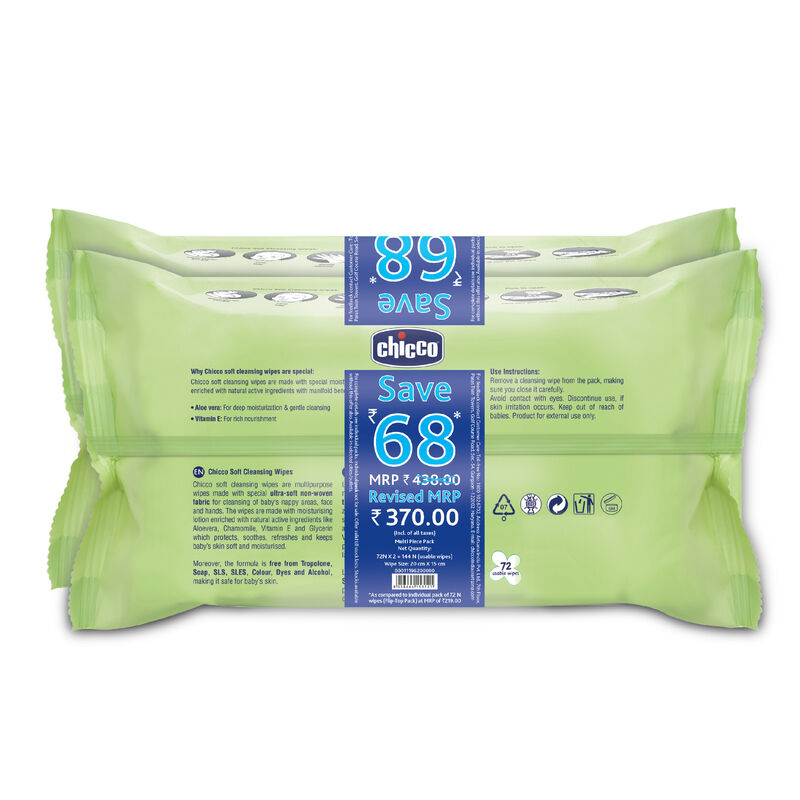 Save
68*
₹
chicco
Why Chicco soft cleansing wipes are special:
Chicco soft cleansing wipes are made with special moist
enriched with natural active ingredients with manifold bene
• Aloe vera: For deep moisturization & gentle cleansing
• Vitamin E: For rich nourishment
EN Chicco Soft Cleansing Wipes
Chicco soft cleansing wipes are multipurpose
wipes made with special ultra-soft non-woven
fabric for cleansing of baby's nappy areas, face
and hands. The wipes are made with moisturising
lotion enriched with natural active ingredients like
Aloevera, Chamomile, Vitamin E and Glycerin
which protects, soothes, refreshes and keeps
baby's skin soft and moisturised.
Moreover, the formula is free from Tropolone,
Soap, SLS, SLES, Colour, Dyes and Alcohol,
making it safe for baby's skin.
Save
₹68*
MRP ₹ 438.00
Revised MRP
₹ 370.00
(Incl. of all taxes)
Multi Piece Pack
Net Quantity:
72N X 2 = 144 N (usable wipes)
Wipe Size: 20 cm X 15 cm
00011196200000
*As compared to individual pack of 72 N
wipes (Flip-Top Pack) at MRP of ₹219.00
Use Instructions:
Remove a cleansing wipe from the pack, making
sure you close it carefully.
Avoid contact with eyes. Discontinue use, if
skin irritation occurs. Keep out of reach of
babies. Product for external use only.
07
72
usable wipes